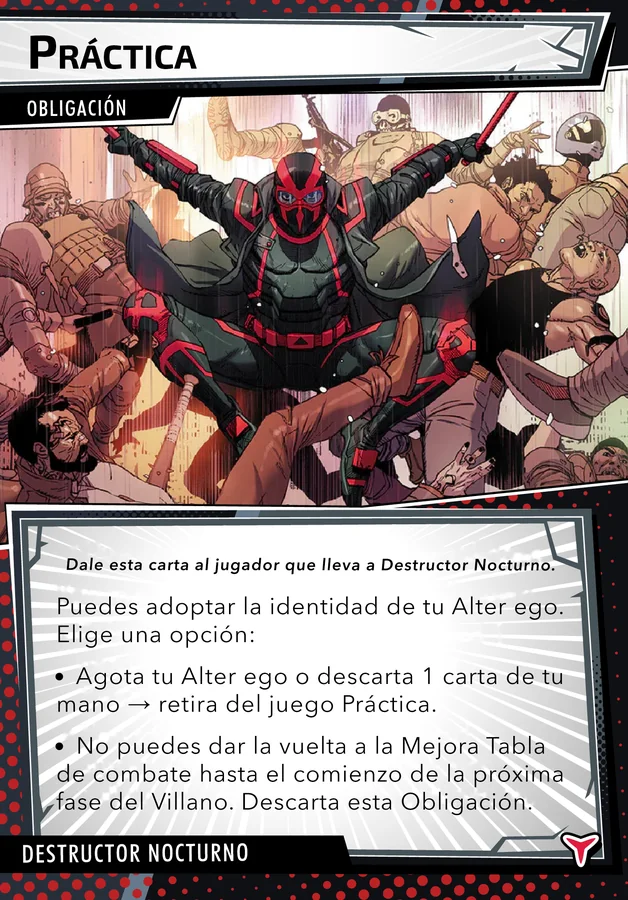 Práctica
OBLIGACIÓN
Dale esta carta al jugador que lleva a Destructor Nocturno.
Puedes adoptar la identidad de tu Alter ego.
Elige una opción:
• Agota tu Alter ego o descarta 1 carta de tu
mano → retira del juego Práctica.
• No puedes dar la vuelta a la Mejora Tabla
de combate hasta el comienzo de la próxima
fase del Villano. Descarta esta Obligación.
DESTRUCTOR NOCTURNO